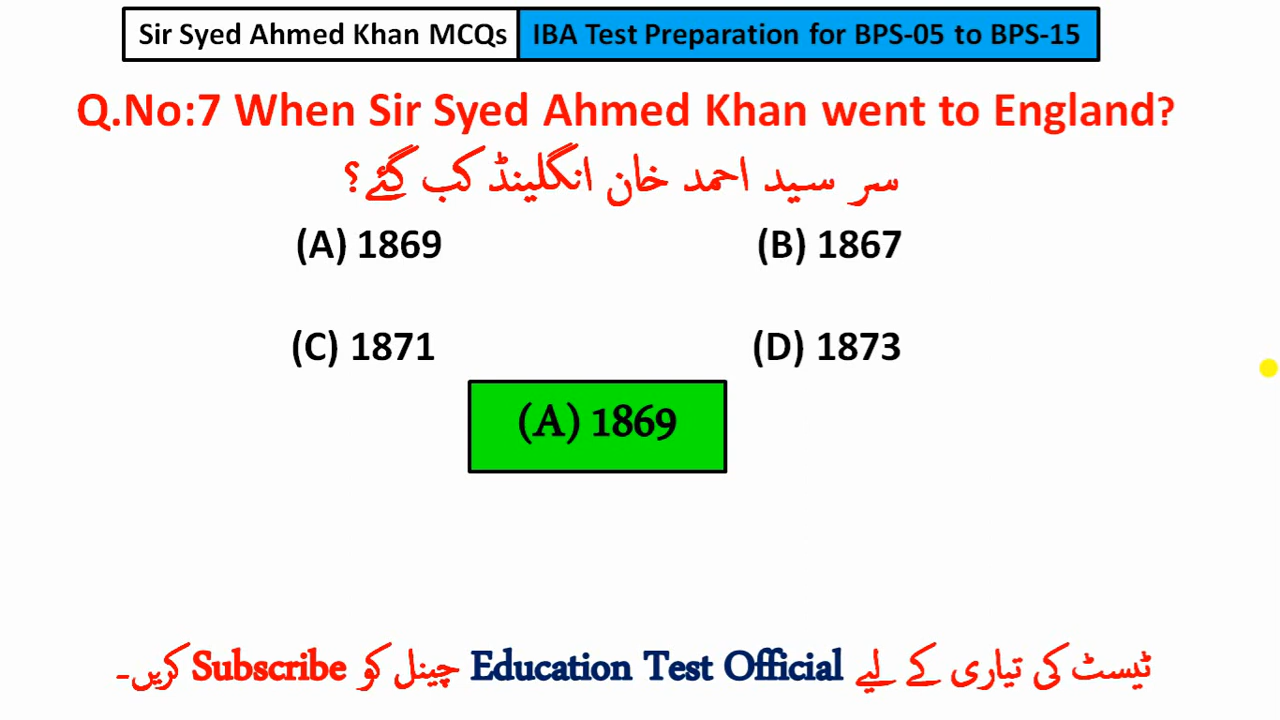 Sir Syed Ahmed Khan MCQs IBA Test Preparation for BPS-05 to BPS-15
Q.No:7 When Sir Syed Ahmed Khan went to England?
سر سید احمد خان انگلینڈ کب گئے؟
(A) 1869 (B) 1867
(C) 1871 (D) 1873
(A) 1869
ٹیسٹ کی تیاری کے لیے Education Test Official چینل کو Subscribe کریں۔